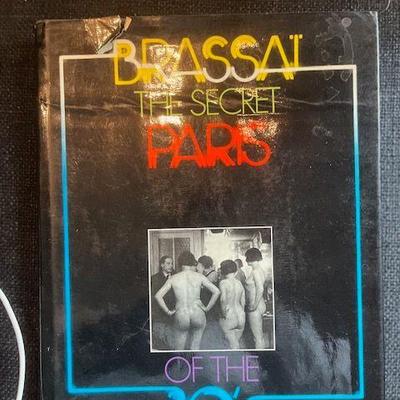 BRASSAÏ
THE SECRET
PARIS
OF THE